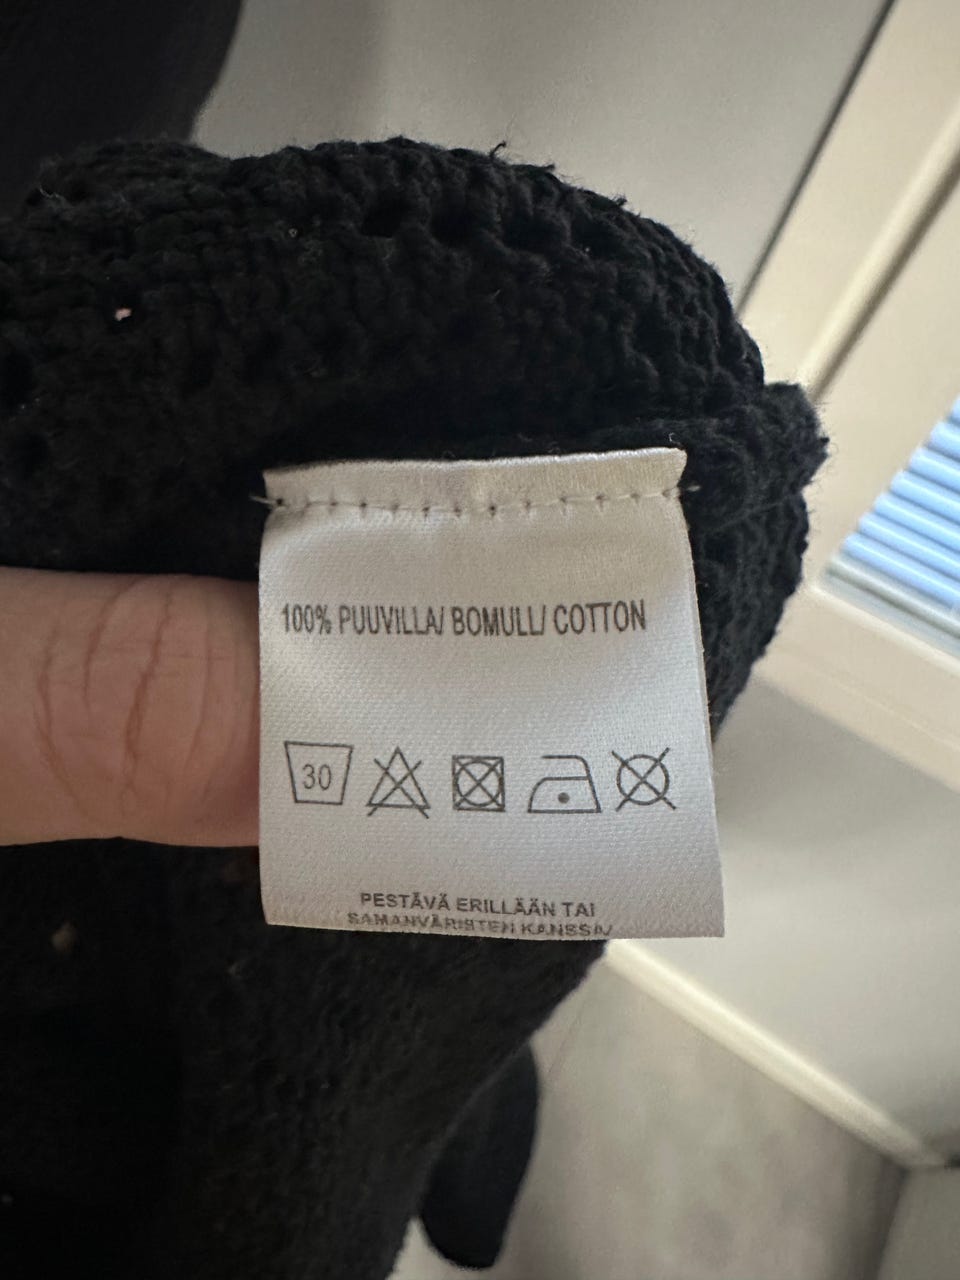 100% PUUVILLA/ BOMULL/ COTTON
30
PESTÄVÄ ERILLÄÄN TAI
SAMANVÄRISTEN KANSSA/